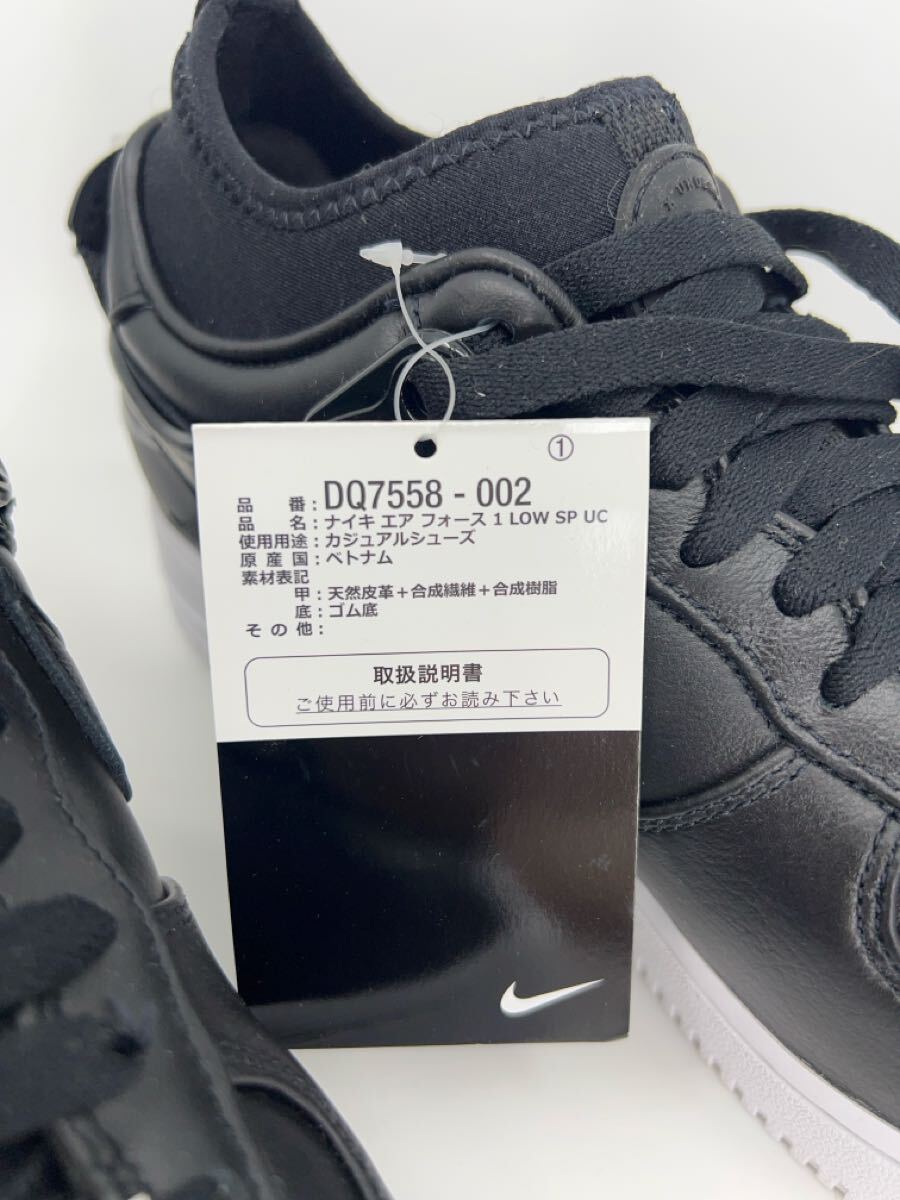 ①
品 番：DQ7558 - 002
品 名：ナイキ エア フォース 1 LOW SP UC
使用用途：カジュアルシューズ
原産国：ベトナム
素材表記
甲：天然皮革＋合成繊維＋合成樹脂
底：ゴム底
その他：
取扱説明書
ご使用前に必ずお読み下さい